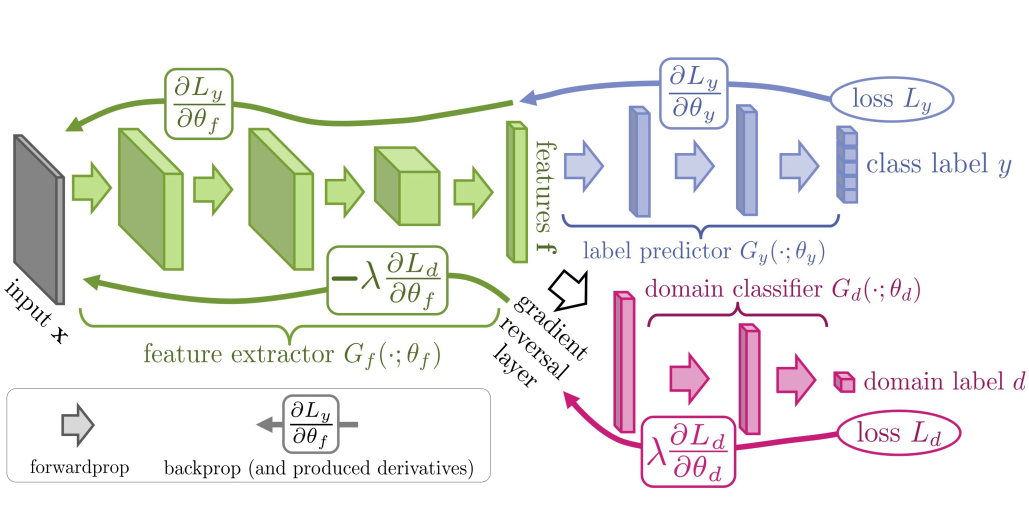 ∂L_y/∂θ_f
∂L_y/∂θ_y
loss L_y
class label y
features f
label predictor G_y(·; θ_y)
input x
−λ ∂L_d/∂θ_f
feature extractor G_f(·; θ_f)
gradient
reversal
layer
domain classifier G_d(·; θ_d)
domain label d
loss L_d
λ ∂L_d/∂θ_d
forwardprop
∂L_y/∂θ_f
backprop (and produced derivatives)